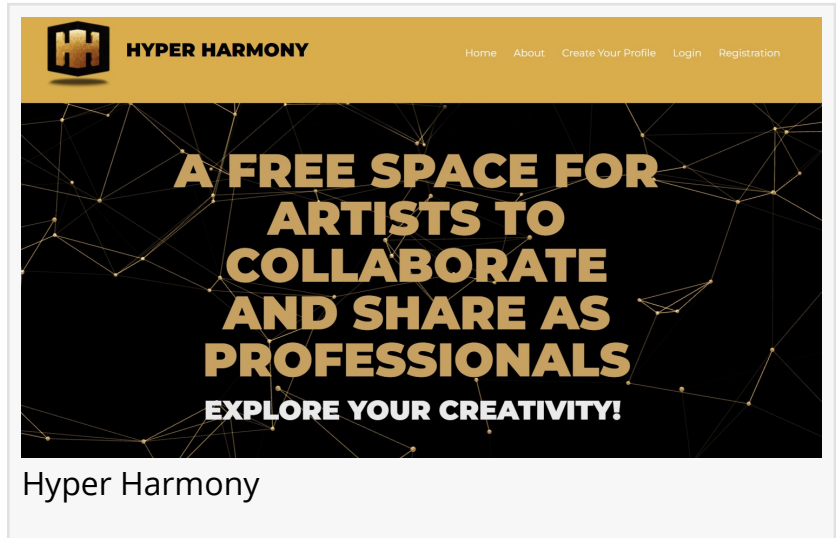 HH
HYPER HARMONY
Home About Create Your Profile Login Registration
A FREE SPACE FOR
ARTISTS TO
COLLABORATE
AND SHARE AS
PROFESSIONALS
EXPLORE YOUR CREATIVITY!
Hyper Harmony